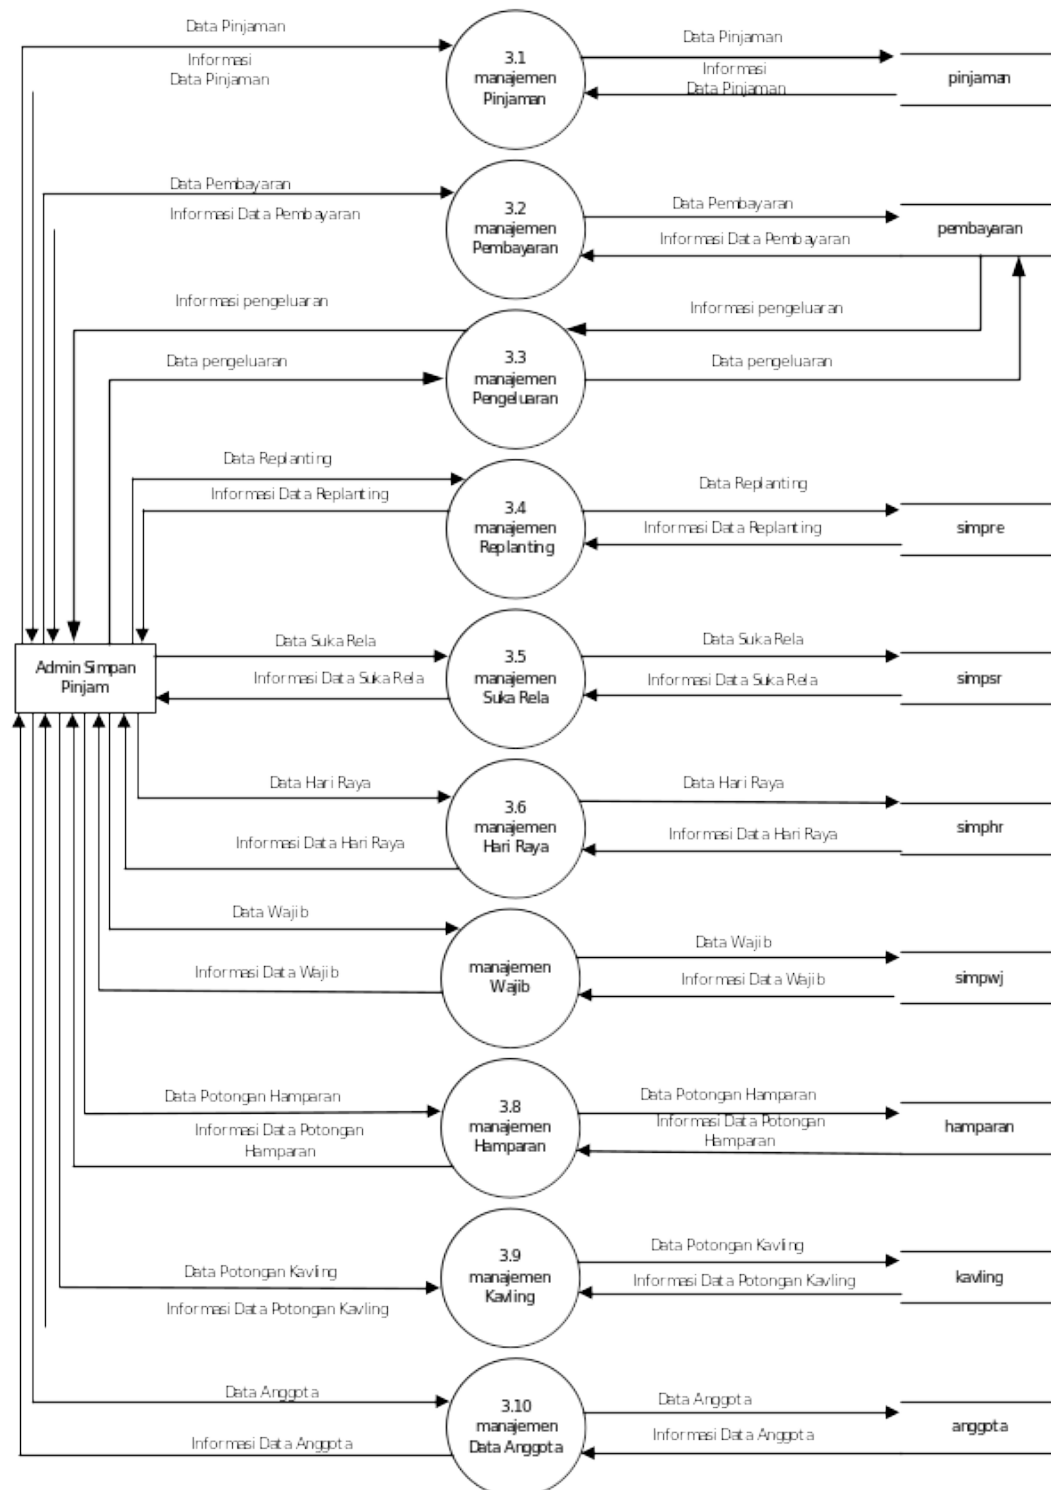 Data Pinjaman
Informasi
Data Pinjaman
3.1
manajemen
Pinjaman
Data Pinjaman
Informasi
Data Pinjaman
pinjaman
Data Pembayaran
Informasi Data Pembayaran
3.2
manajemen
Pembayaran
Data Pembayaran
Informasi Data Pembayaran
pembayaran
Informasi pengeluaran
Data pengeluaran
3.3
manajemen
Pengeluaran
Informasi pengeluaran
Data pengeluaran
Data Replanting
Informasi Data Replanting
3.4
manajemen
Replanting
Data Replanting
Informasi Data Replanting
simpre
Admin Simpan
Pinjam
Data Suka Rela
Informasi Data Suka Rela
3.5
manajemen
Suka Rela
Data Suka Rela
Informasi Data Suka Rela
simpsr
Data Hari Raya
Informasi Data Hari Raya
3.6
manajemen
Hari Raya
Data Hari Raya
Informasi Data Hari Raya
simphr
Data Wajib
Informasi Data Wajib
manajemen
Wajib
Data Wajib
Informasi Data Wajib
simpwj
Data Potongan Hamparan
Informasi Data Potongan
Hamparan
3.8
manajemen
Hamparan
Data Potongan Hamparan
Informasi Data Potongan
Hamparan
hamparan
Data Potongan Kavling
Informasi Data Potongan Kavling
3.9
manajemen
Kavling
Data Potongan Kavling
Informasi Data Potongan Kavling
kavling
Data Anggota
Informasi Data Anggota
3.10
manajemen
Data Anggota
Data Anggota
Informasi Data Anggota
anggota